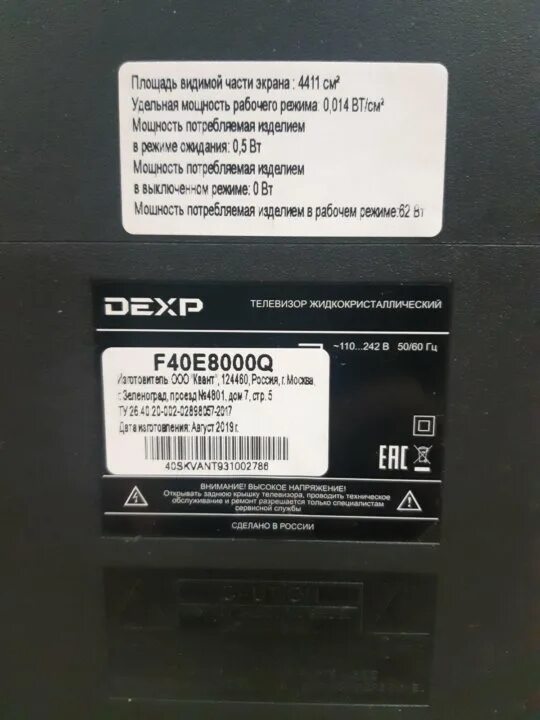 Площадь видимой части экрана : 4411 см²
Удельная мощность рабочего режима: 0,014 ВТ/см²
Мощность потребляемая изделием
в режиме ожидания: 0,5 Вт
Мощность потребляемая изделием
в выключенном режиме: 0 Вт
Мощность потребляемая изделием в рабочем режиме:62 Вт
DEXP
ТЕЛЕВИЗОР ЖИДКОКРИСТАЛЛИЧЕСКИЙ
~110...242 В 50/60 Гц
F40E8000Q
Изготовитель: ООО "Квант", 124460, Россия, г. Москва,
г. Зеленоград, проезд №4801, дом 7, стр. 5
ТУ 26.40.20-002-02898057-2017
Дата изготовления: Август 2019 г.
40SKVANT931002786
EAC
ВНИМАНИЕ! ВЫСОКОЕ НАПРЯЖЕНИЕ!
Открывать заднюю крышку телевизора, проводить техническое
обслуживание и ремонт разрешается только специалистам
сервисной службы
СДЕЛАНО В РОССИИ
CAUTION